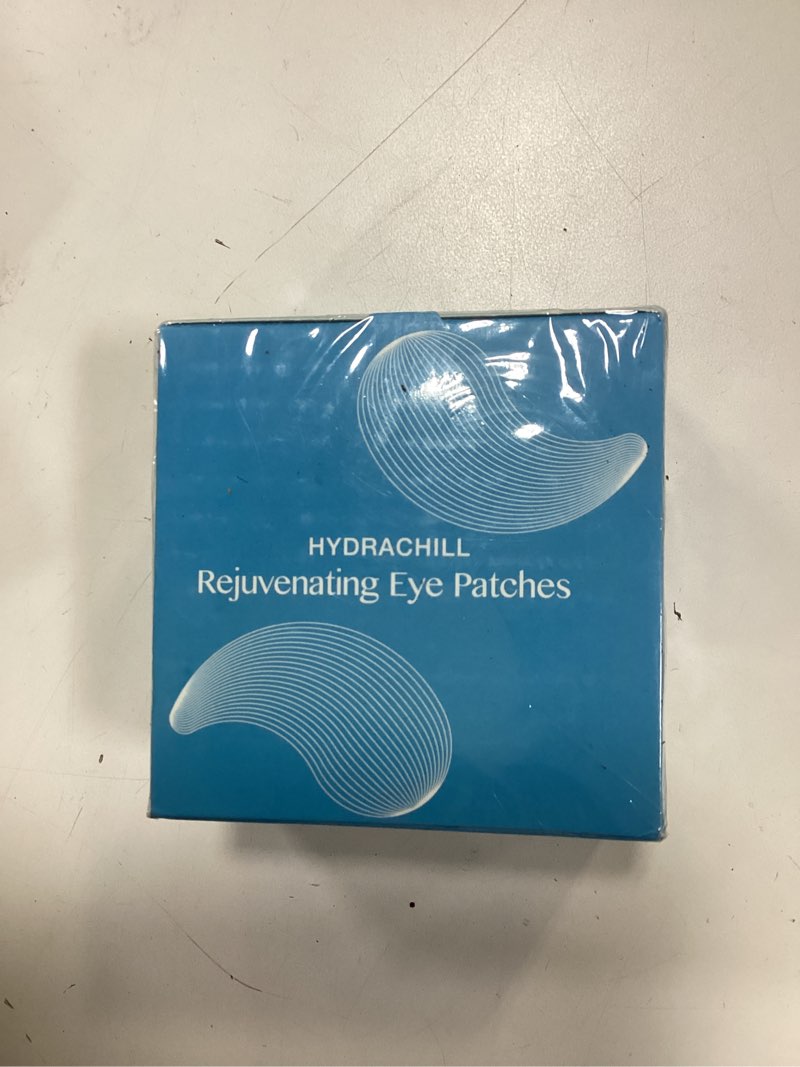 HYDRACHILL
Rejuvenating Eye Patches